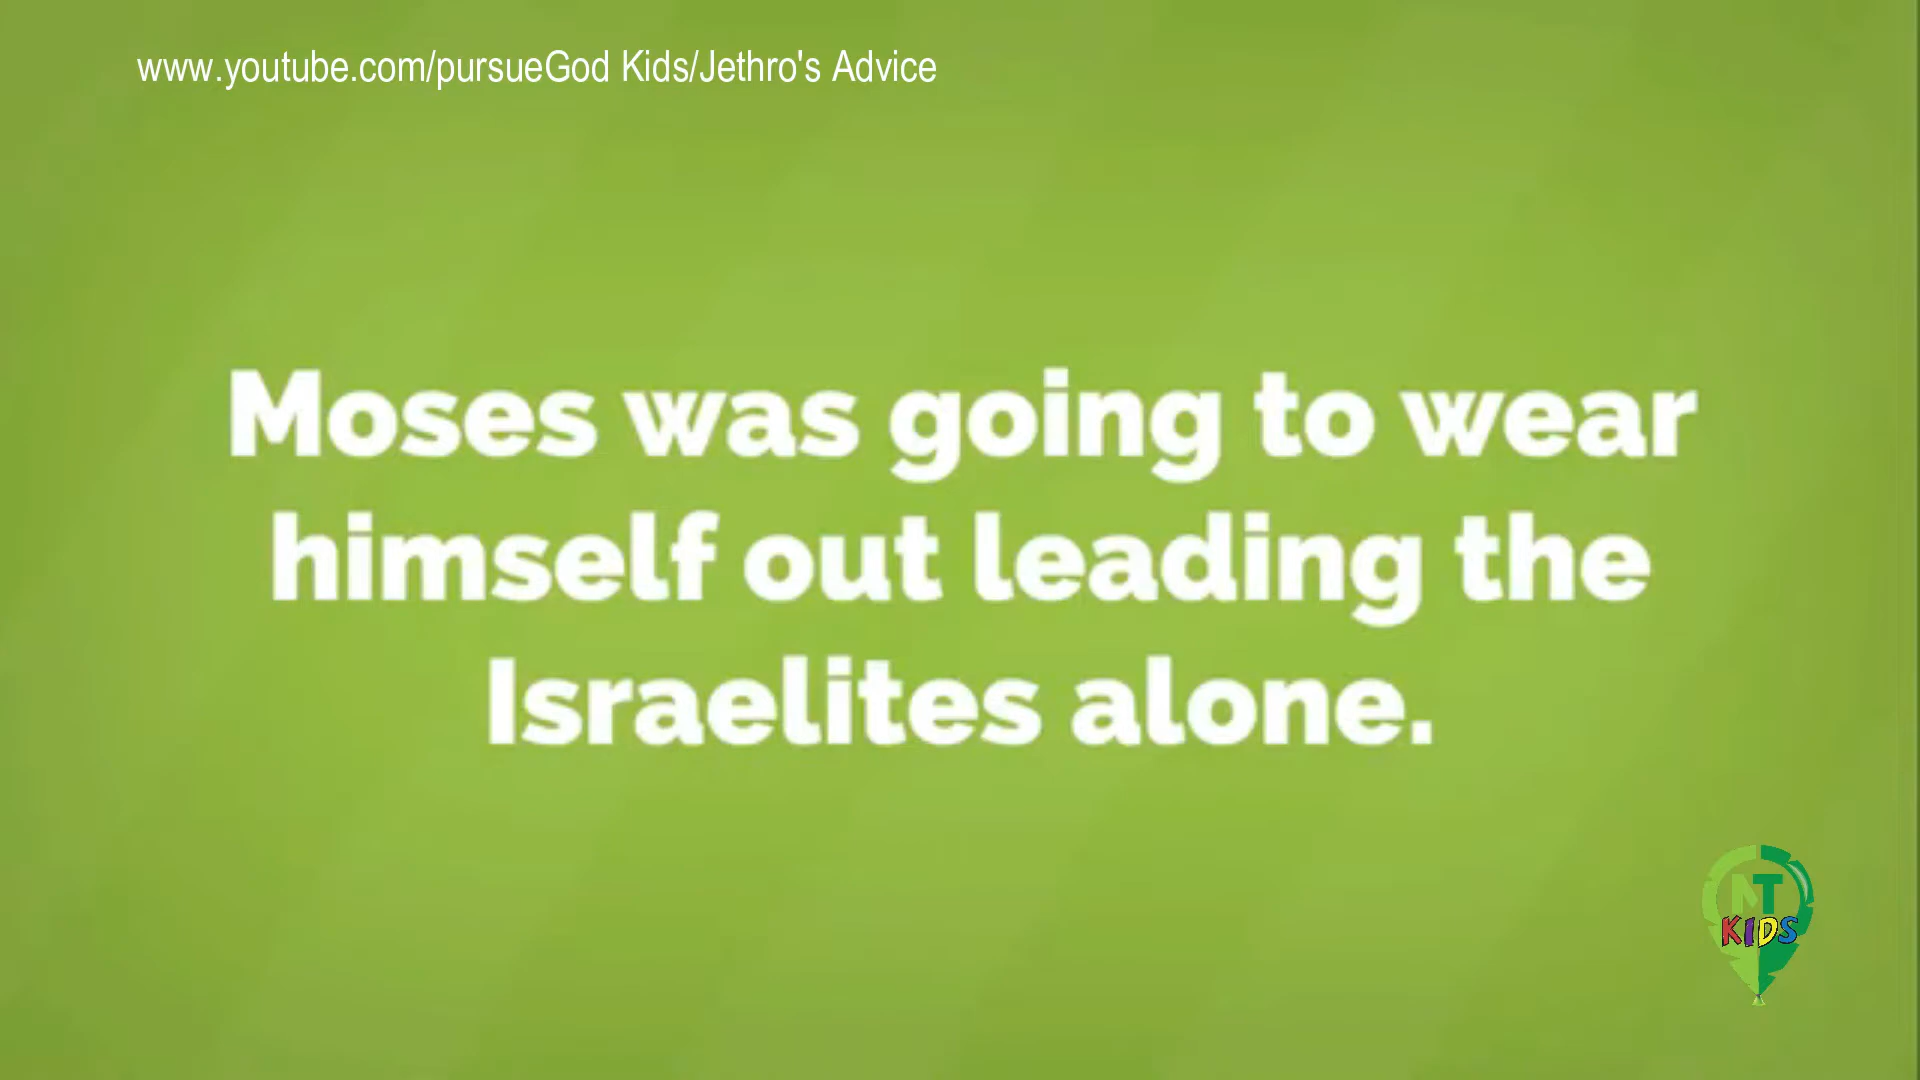 www.youtube.com/pursueGod Kids/Jethro's Advice
Moses was going to wear
himself out leading the
Israelites alone.
NT
KIDS